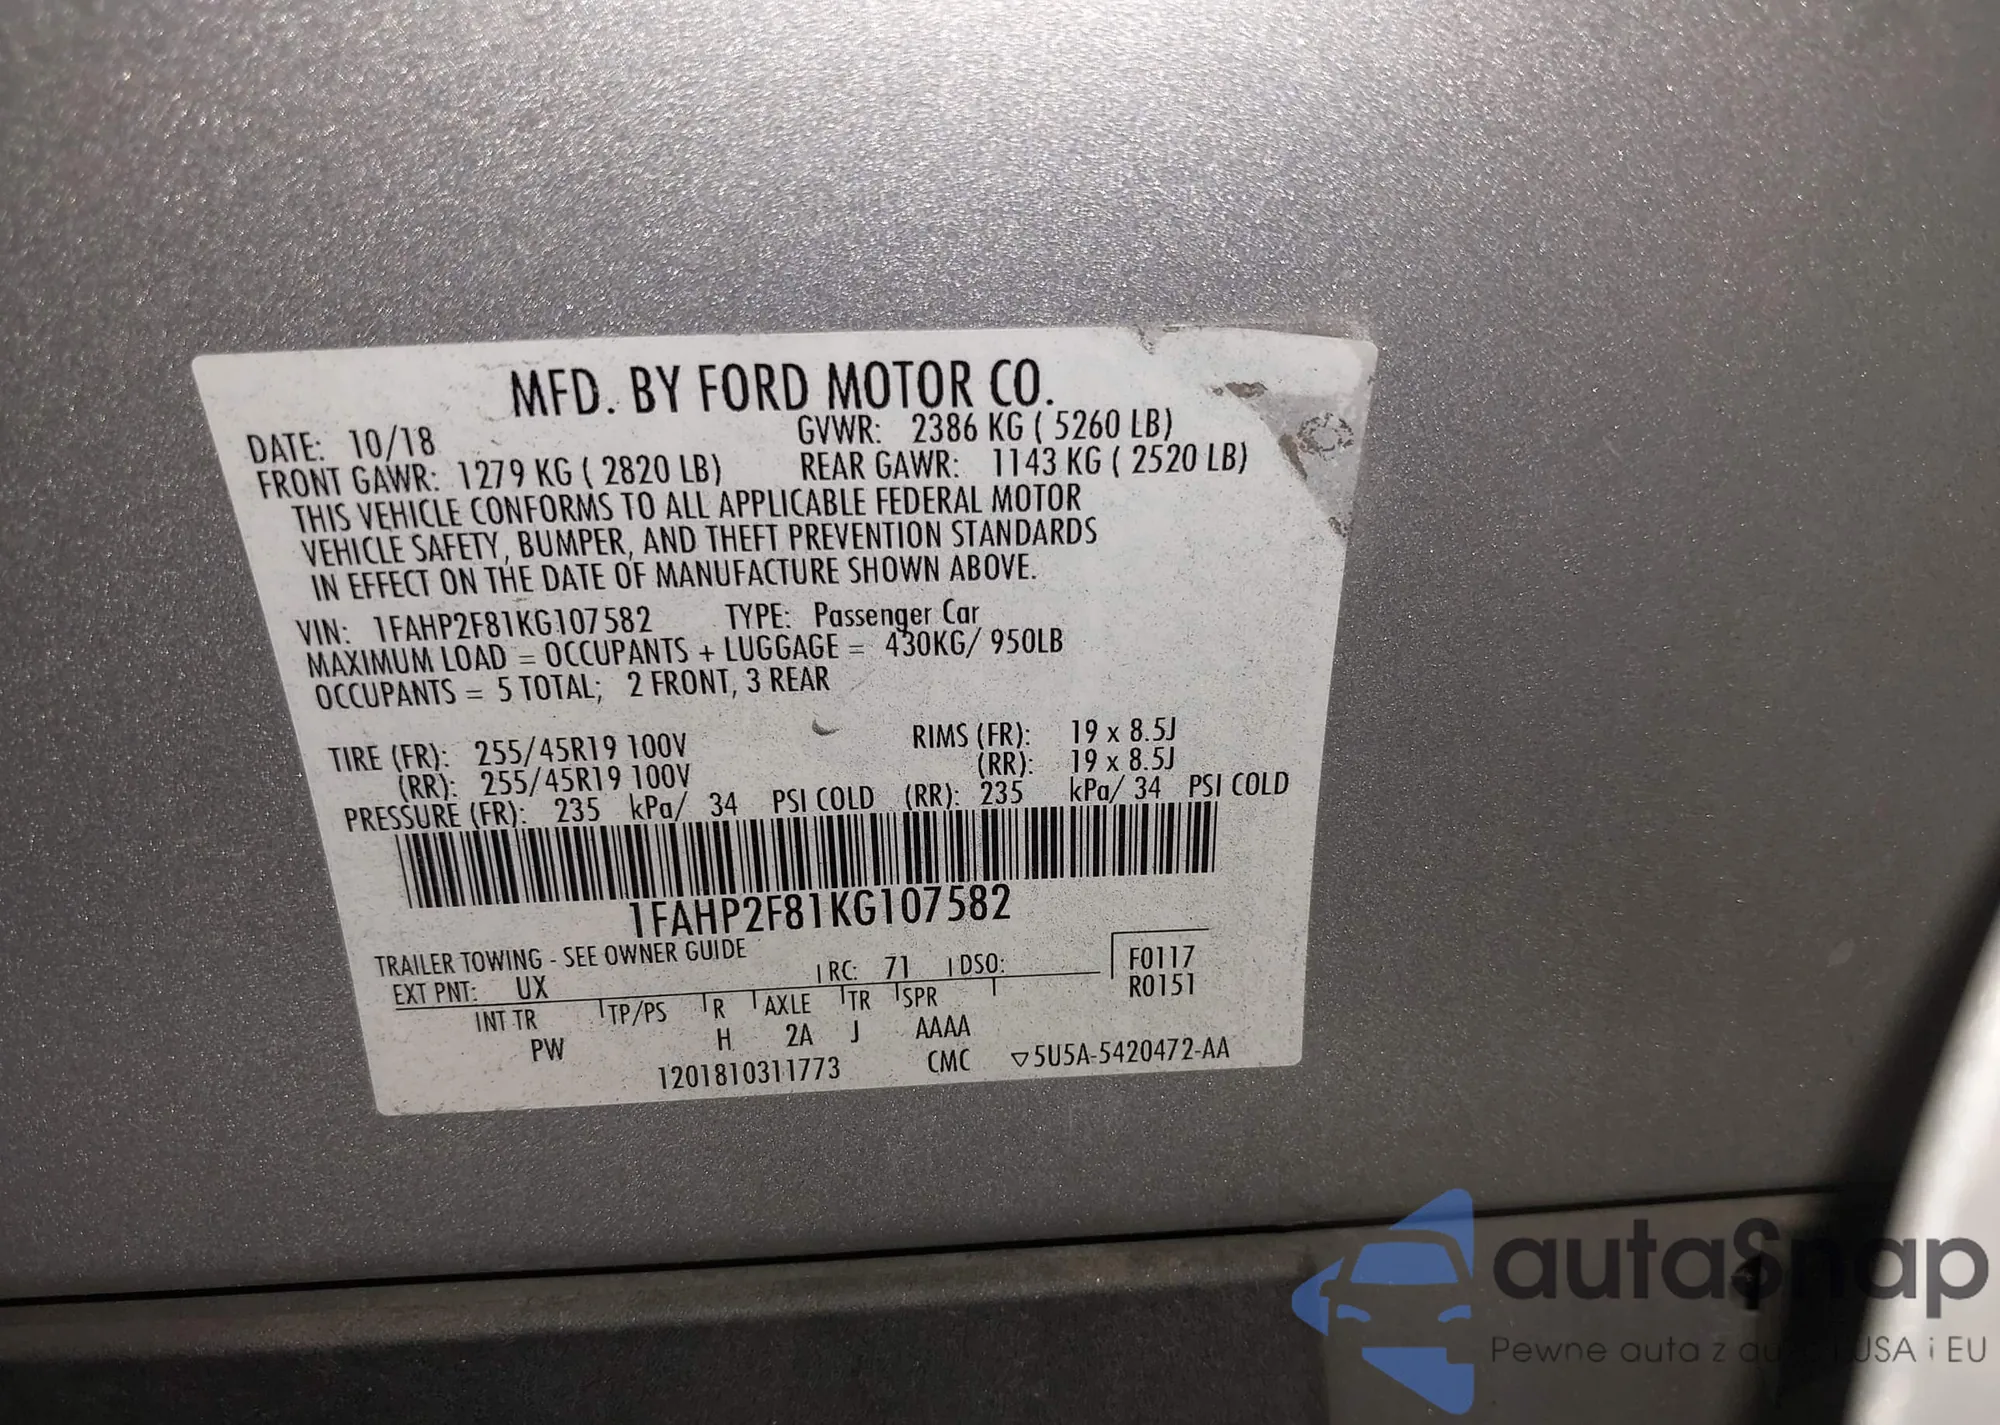 MFD. BY FORD MOTOR CO.
DATE: 10/18 GVWR: 2386 KG ( 5260 LB)
FRONT GAWR: 1279 KG ( 2820 LB) REAR GAWR: 1143 KG ( 2520 LB)
THIS VEHICLE CONFORMS TO ALL APPLICABLE FEDERAL MOTOR
VEHICLE SAFETY, BUMPER, AND THEFT PREVENTION STANDARDS
IN EFFECT ON THE DATE OF MANUFACTURE SHOWN ABOVE.
VIN: 1FAHP2F81KG107582 TYPE: Passenger Car
MAXIMUM LOAD = OCCUPANTS + LUGGAGE = 430KG/ 950LB
OCCUPANTS = 5 TOTAL; 2 FRONT, 3 REAR
TIRE (FR): 255/45R19 100V RIMS (FR): 19 x 8.5J
(RR): 255/45R19 100V (RR): 19 x 8.5J
PRESSURE (FR): 235 kPa/ 34 PSI COLD (RR): 235 kPa/ 34 PSI COLD
1FAHP2F81KG107582
TRAILER TOWING - SEE OWNER GUIDE
EXT PNT: UX RC: 71 DSO: F0117
R0151
INT TR TP/PS R AXLE TR SPR
PW H 2A J AAAA
1201810311773 CMC ▽5U5A-5420472-AA
autaSnap
Pewne auta z USA i EU